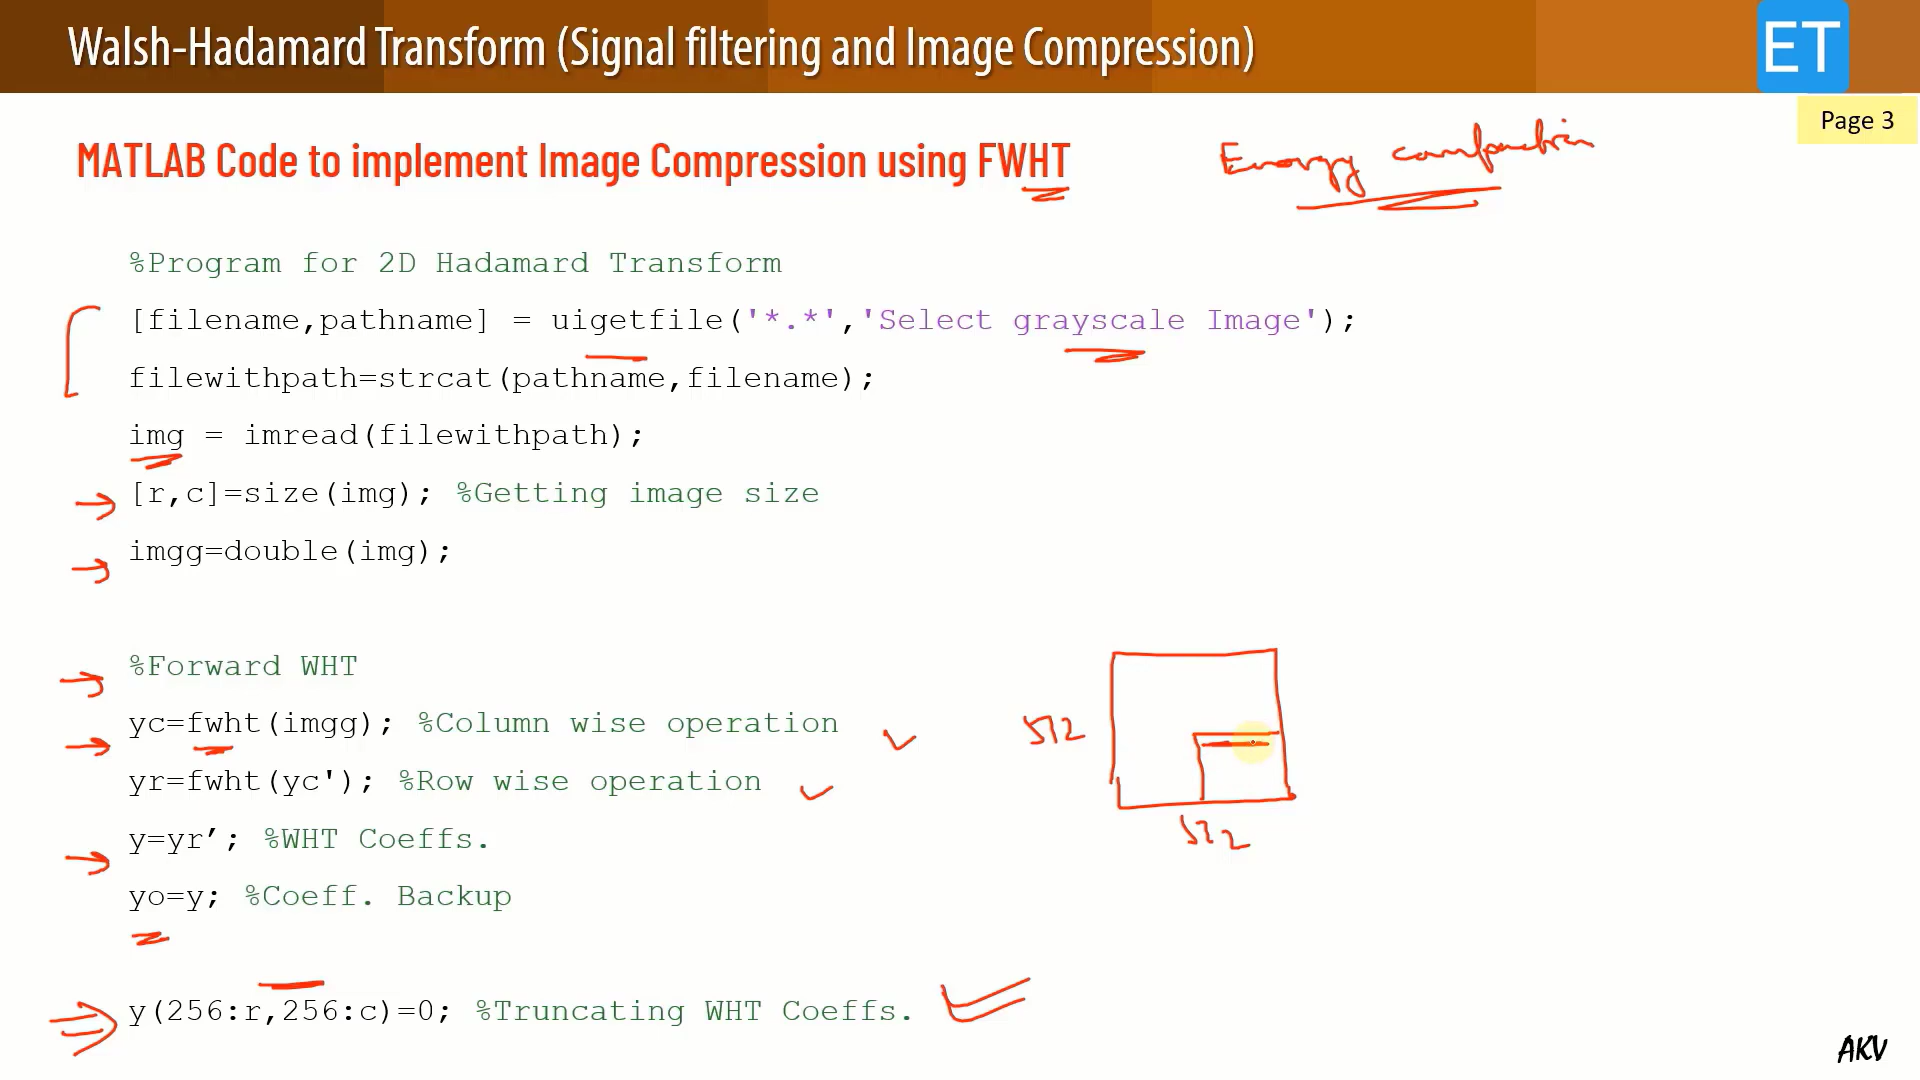 Walsh-Hadamard Transform (Signal filtering and Image Compression)
ET
Page 3
MATLAB Code to implement Image Compression using FWHT
Energy compaction
%Program for 2D Hadamard Transform
[filename,pathname] = uigetfile('*.*','Select grayscale Image');
filewithpath=strcat(pathname,filename);
img = imread(filewithpath);
[r,c]=size(img); %Getting image size
imgg=double(img);
%Forward WHT
yc=fwht(imgg); %Column wise operation
512
yr=fwht(yc'); %Row wise operation
y=yr’; %WHT Coeffs.
512
yo=y; %Coeff. Backup
y(256:r,256:c)=0; %Truncating WHT Coeffs.
AKV